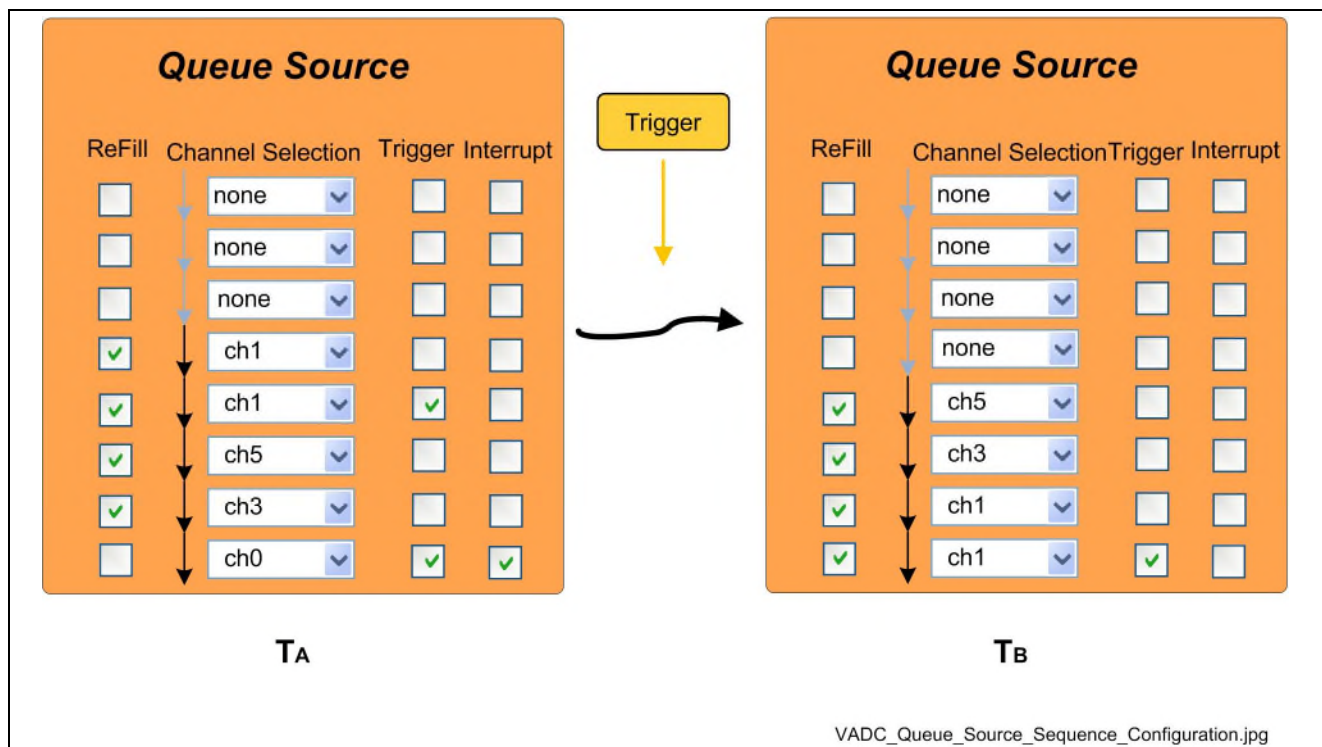 Queue Source
ReFill Channel Selection Trigger Interrupt
none
none
none
ch1
ch1
ch5
ch3
ch0
TA
Trigger
Queue Source
ReFill Channel Selection Trigger Interrupt
none
none
none
none
ch5
ch3
ch1
ch1
TB
VADC_Queue_Source_Sequence_Configuration.jpg